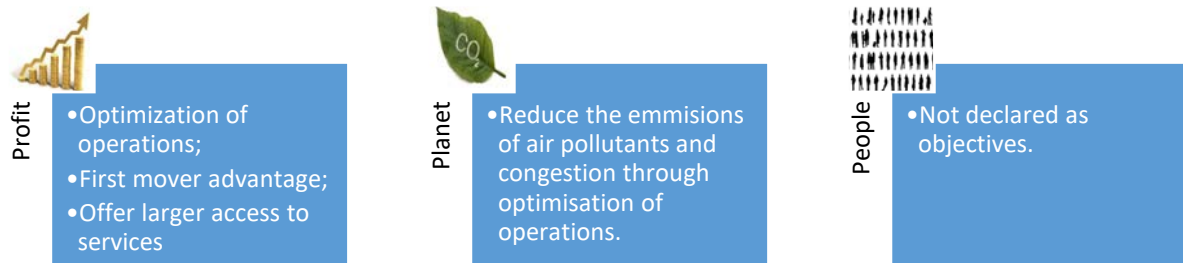 Profit
•Optimization of
operations;
•First mover advantage;
•Offer larger access to
services
CO₂
Planet
•Reduce the emmisions
of air pollutants and
congestion through
optimisation of
operations.
People
•Not declared as
objectives.